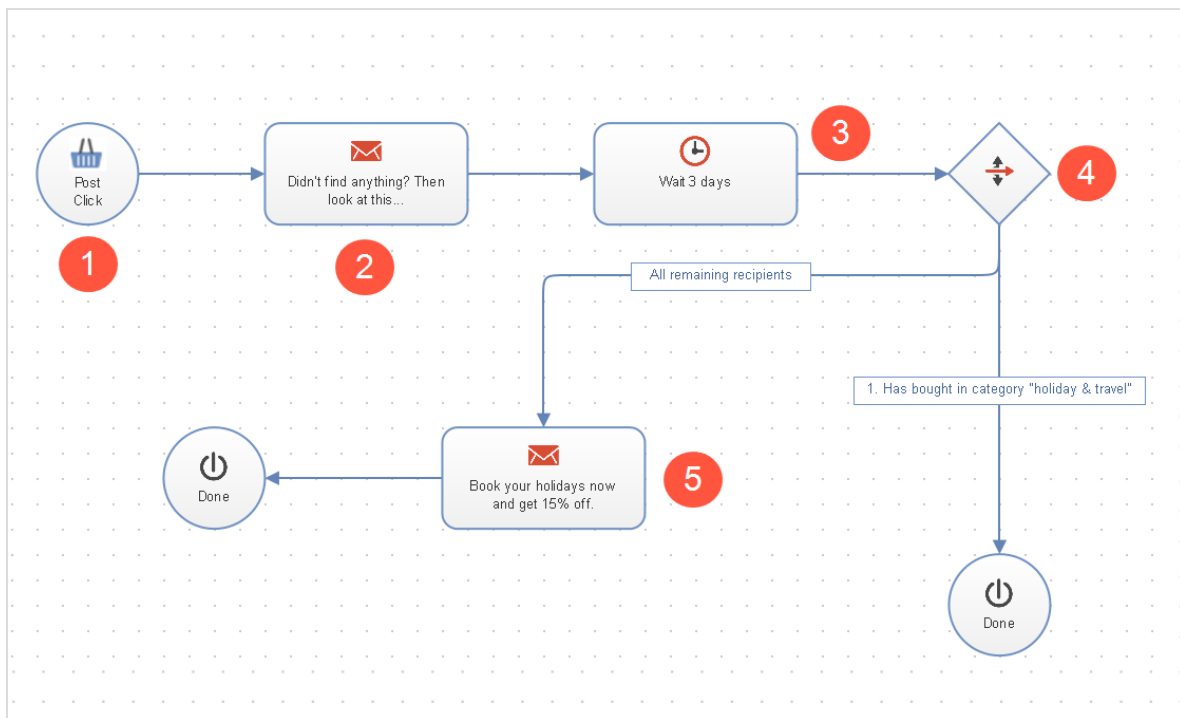 Post
Click
1
Didn't find anything? Then
look at this...
2
Wait 3 days
3
4
All remaining recipients
1. Has bought in category "holiday & travel"
Done
Book your holidays now
and get 15% off.
5
Done